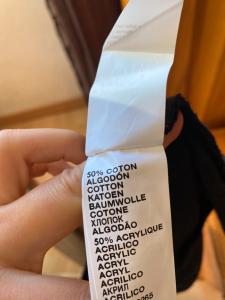 50% COTON
ALGODÓN
COTTON
KATOEN
BAUMWOLLE
COTONE
ХЛОПОК
ALGODÃO
50% ACRYLIQUE
ACRILICO
ACRYLIC
ACRYL
ACRYL
ACRILICO
АКРИЛ
ACRILICO